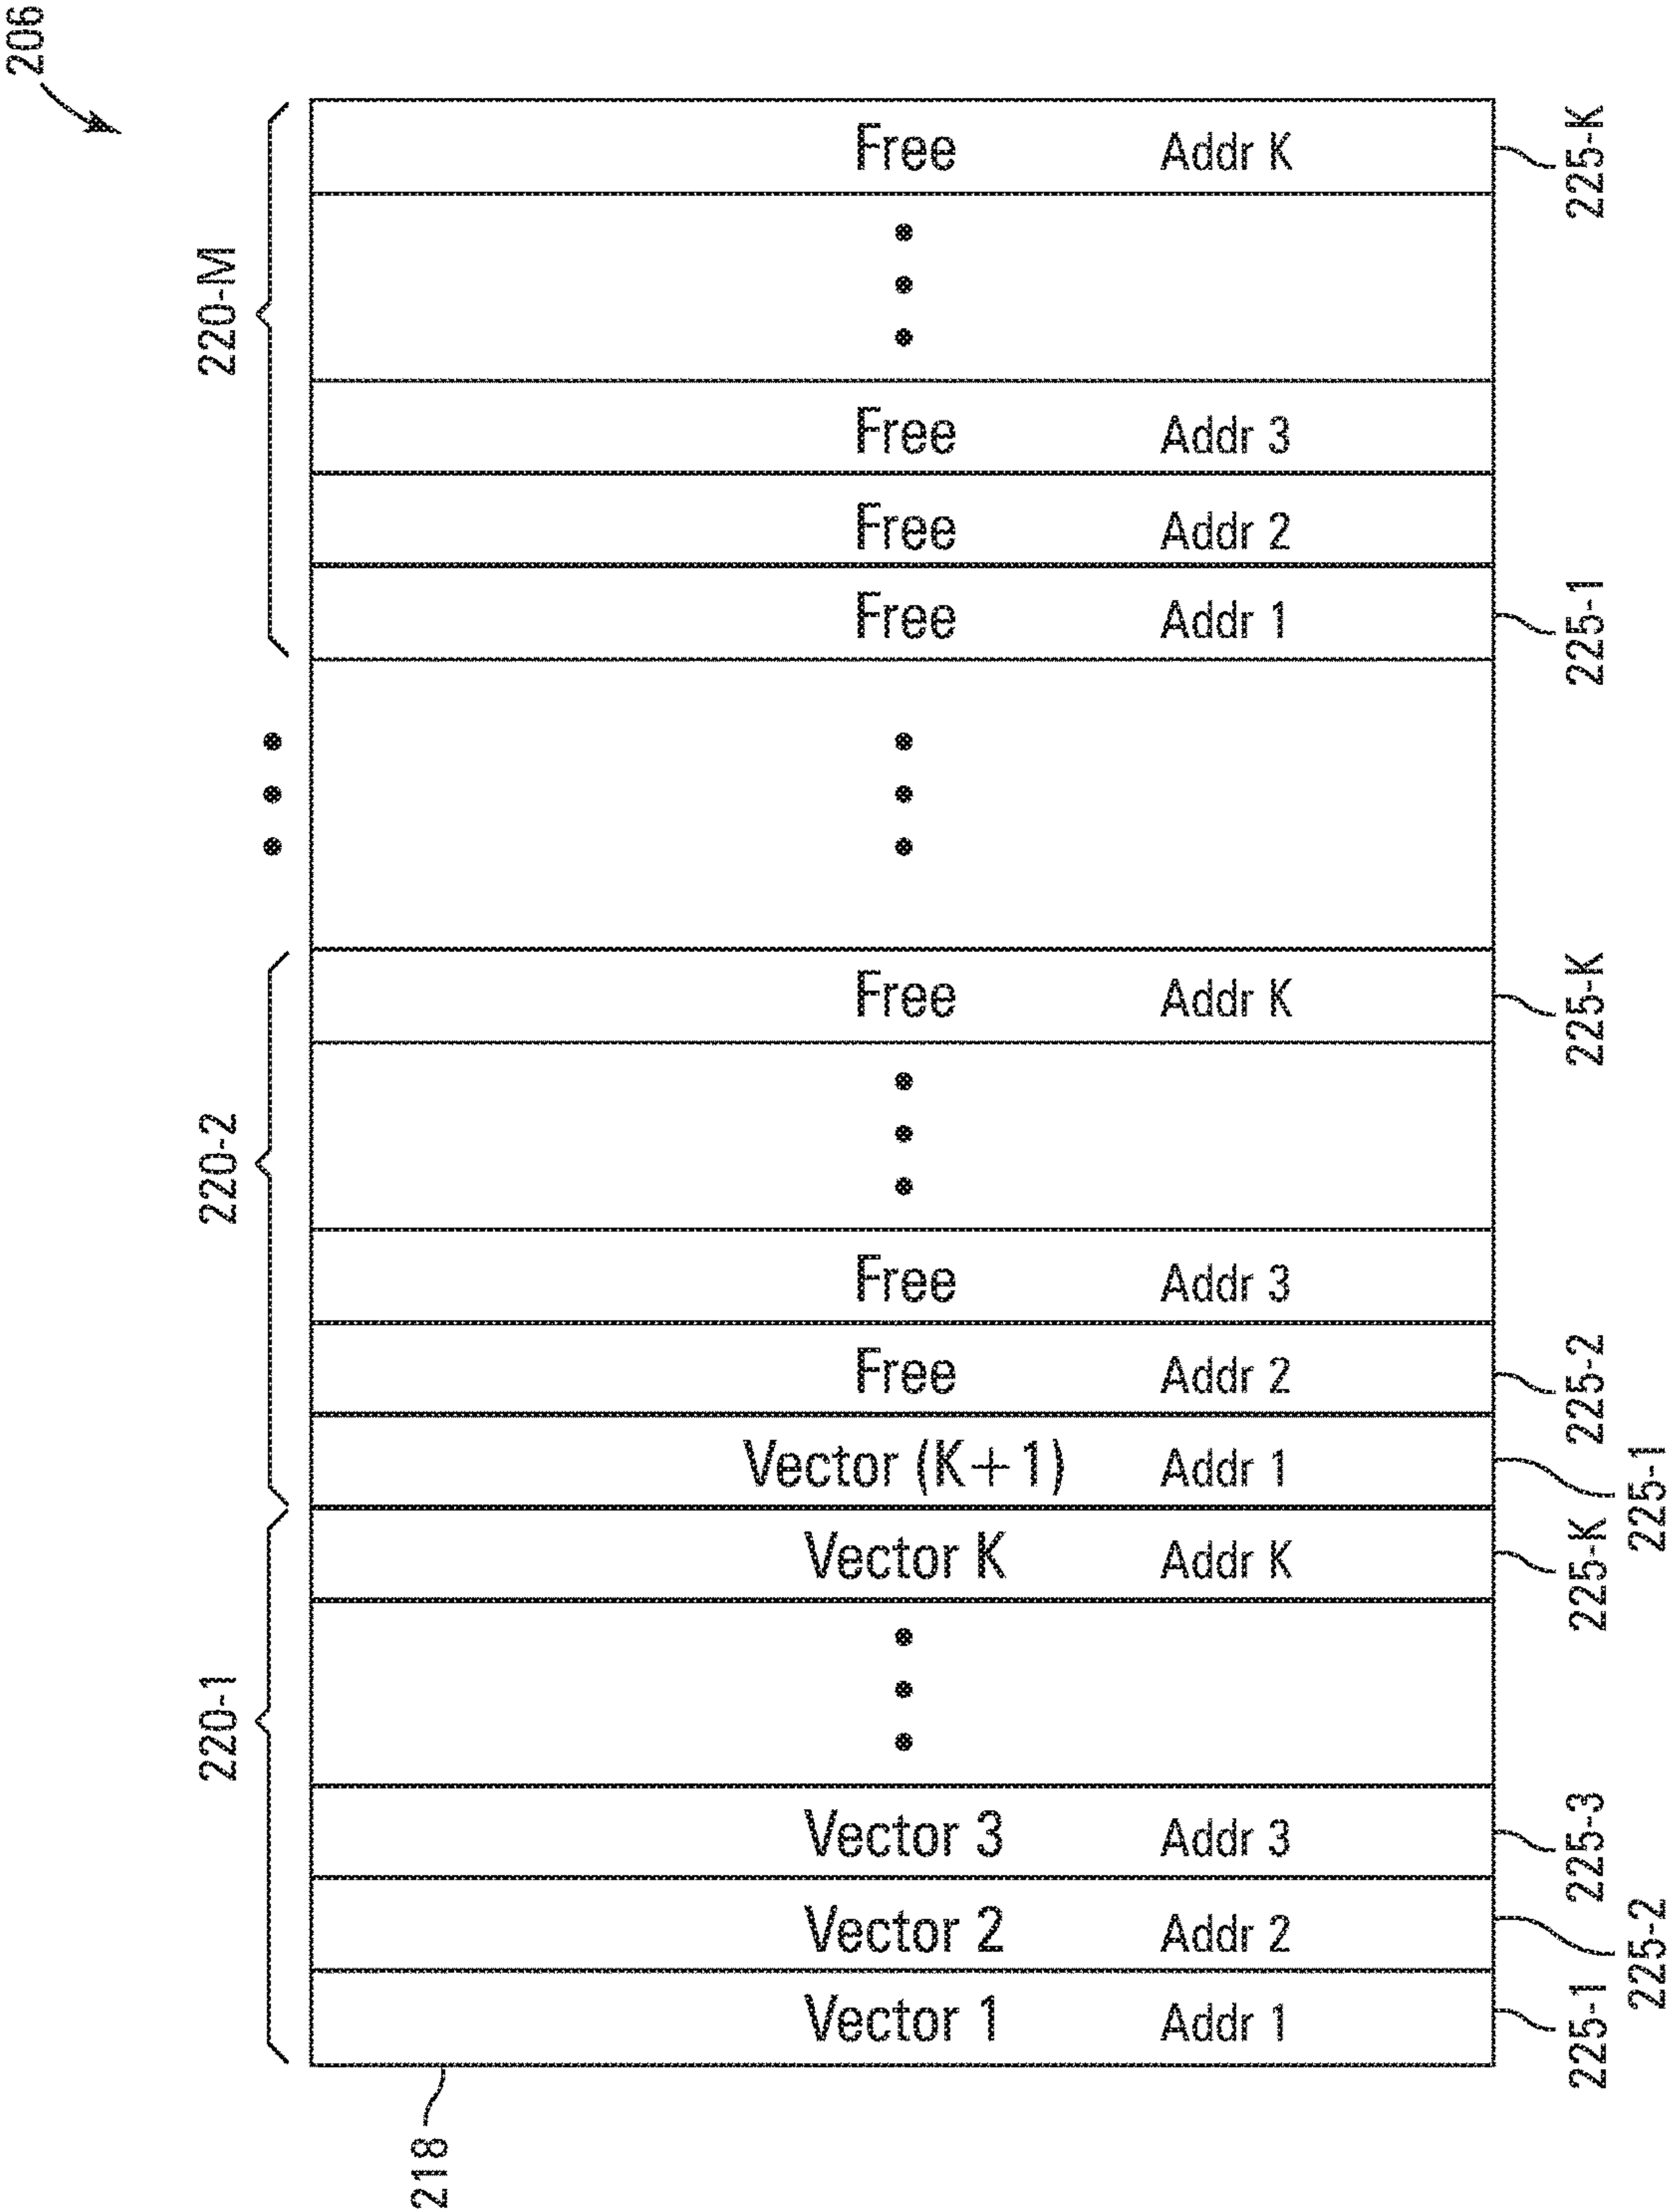 206
220-M
Free Addr K 225-K
Free Addr 3
Free Addr 2
Free Addr 1 225-1
220-2
Free Addr K 225-K
Free Addr 3
Free Addr 2 225-2
Vector (K+1) Addr 1 225-1
220-1
Vector K Addr K 225-K
Vector 3 Addr 3 225-3
Vector 2 Addr 2 225-2
Vector 1 Addr 1 225-1
218